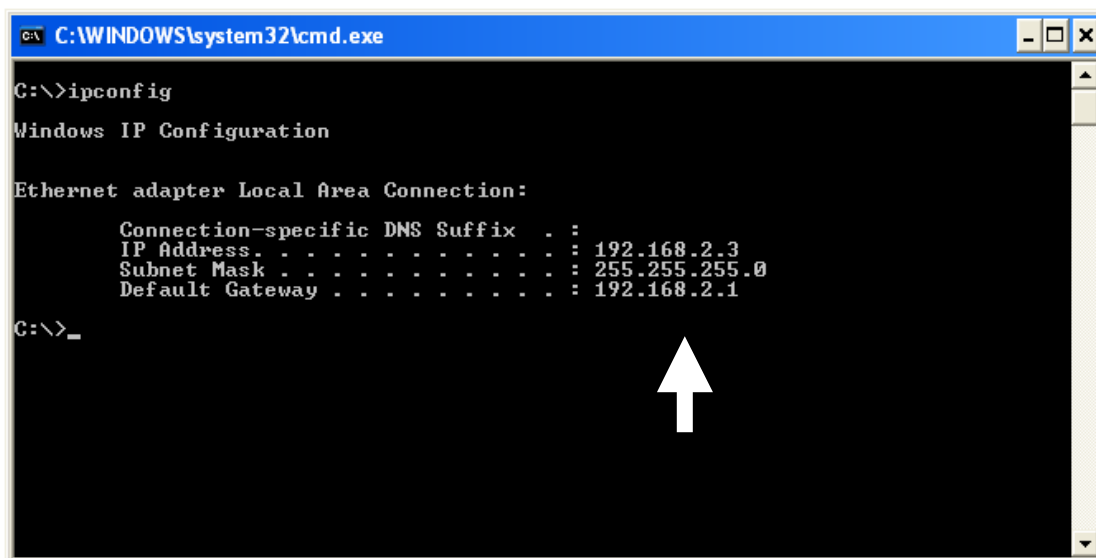 C:\WINDOWS\system32\cmd.exe
C:\>ipconfig
Windows IP Configuration
Ethernet adapter Local Area Connection:
Connection-specific DNS Suffix  . :
IP Address. . . . . . . . . . . . : 192.168.2.3
Subnet Mask . . . . . . . . . . . : 255.255.255.0
Default Gateway . . . . . . . . . : 192.168.2.1
C:\>_